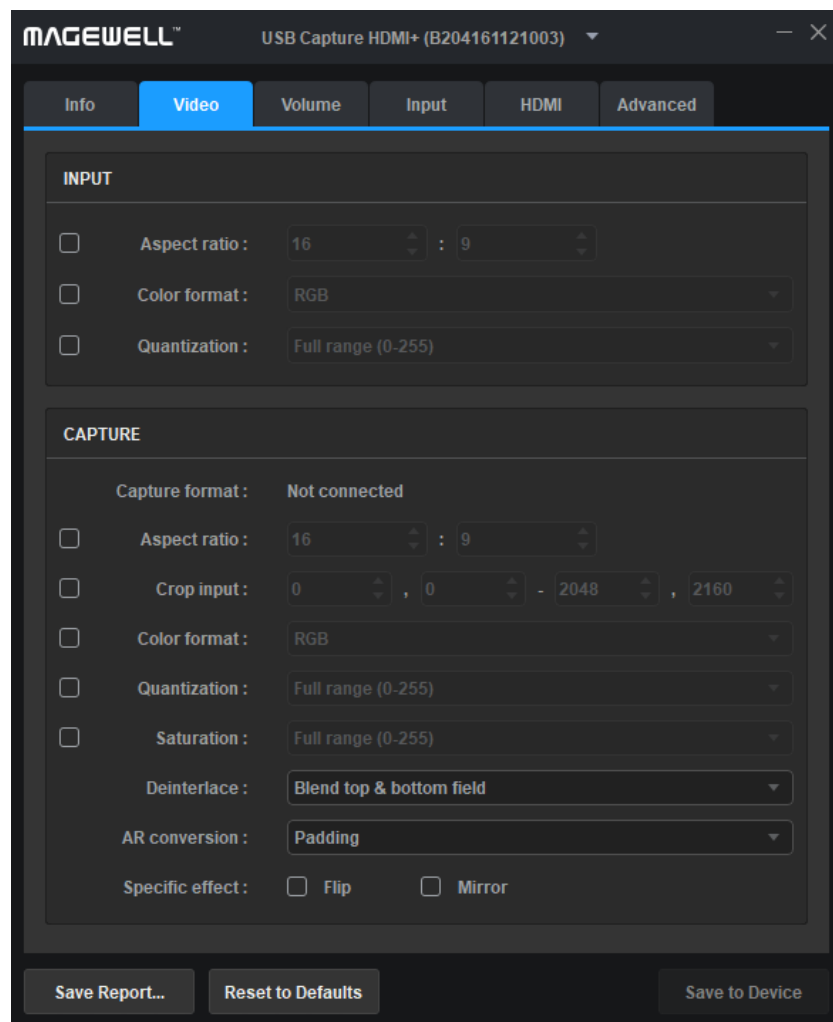 MAGEWELL™ USB Capture HDMI+ (B204161121003)
Info Video Volume Input HDMI Advanced
INPUT
Aspect ratio : 16 : 9
Color format : RGB
Quantization : Full range (0-255)
CAPTURE
Capture format : Not connected
Aspect ratio : 16 : 9
Crop input : 0 , 0 - 2048 , 2160
Color format : RGB
Quantization : Full range (0-255)
Saturation : Full range (0-255)
Deinterlace : Blend top & bottom field
AR conversion : Padding
Specific effect : Flip Mirror
Save Report... Reset to Defaults Save to Device